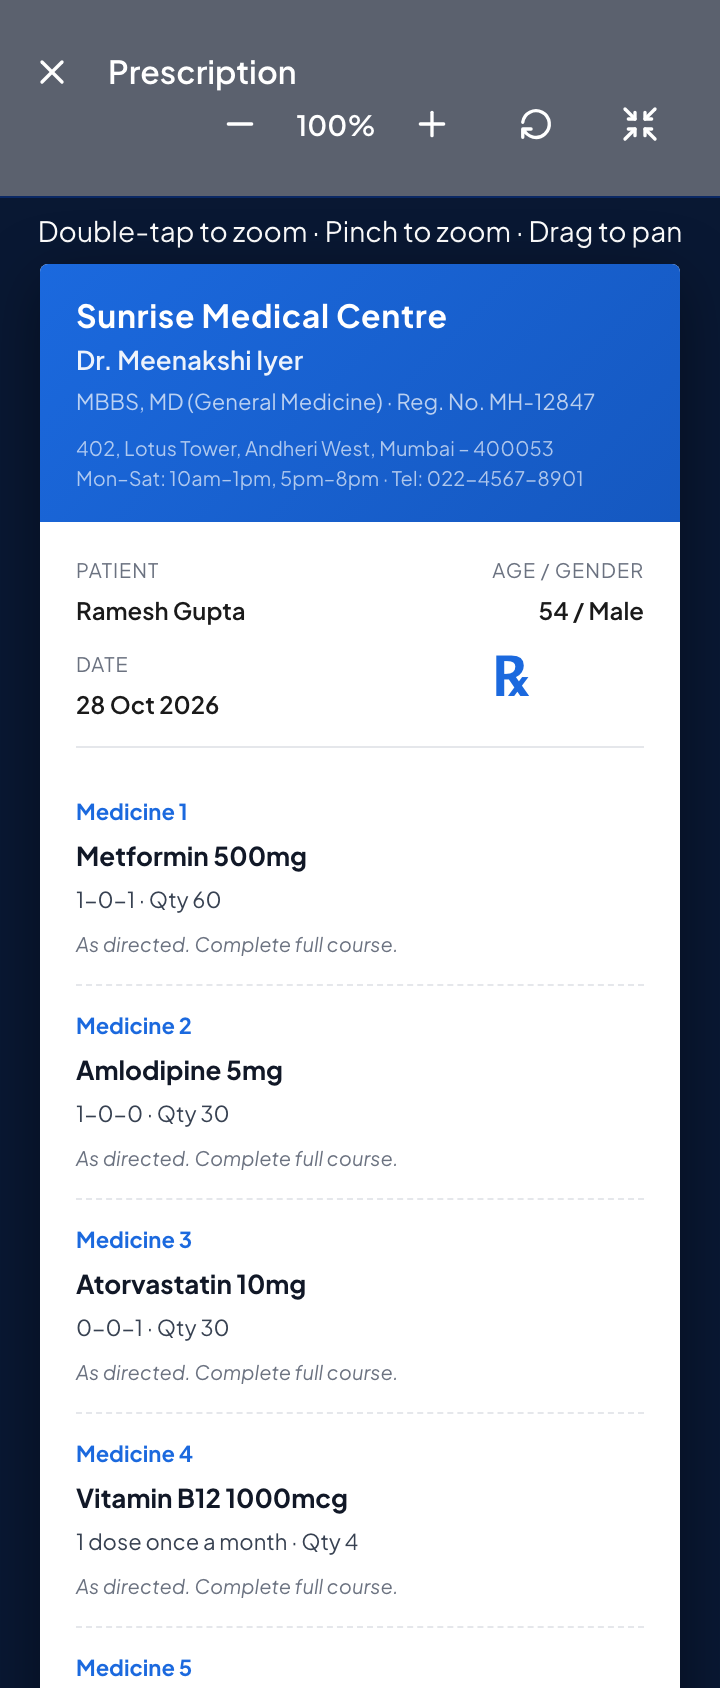 Prescription
100%
Double-tap to zoom · Pinch to zoom · Drag to pan
Sunrise Medical Centre
Dr. Meenakshi Iyer
MBBS, MD (General Medicine) · Reg. No. MH-12847
402, Lotus Tower, Andheri West, Mumbai – 400053
Mon–Sat: 10am–1pm, 5pm–8pm · Tel: 022-4567-8901
PATIENT
Ramesh Gupta
AGE / GENDER
54 / Male
DATE
28 Oct 2026
℞
Medicine 1
Metformin 500mg
1-0-1 · Qty 60
As directed. Complete full course.
Medicine 2
Amlodipine 5mg
1-0-0 · Qty 30
As directed. Complete full course.
Medicine 3
Atorvastatin 10mg
0-0-1 · Qty 30
As directed. Complete full course.
Medicine 4
Vitamin B12 1000mcg
1 dose once a month · Qty 4
As directed. Complete full course.
Medicine 5